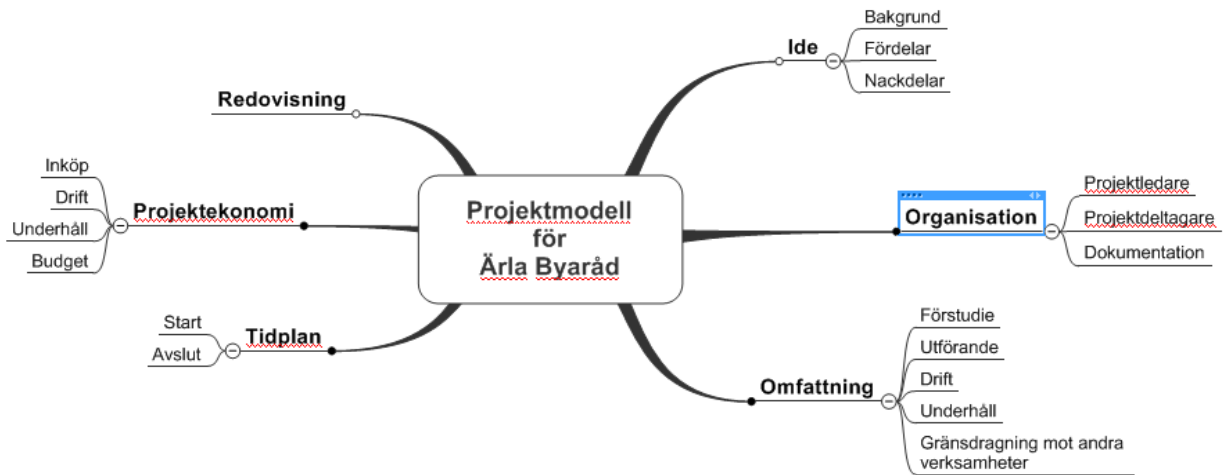 Projektmodell
för
Ärla Byaråd
Ide
Bakgrund
Fördelar
Nackdelar
Organisation
Projektledare
Projektdeltagare
Dokumentation
Omfattning
Förstudie
Utförande
Drift
Underhåll
Gränsdragning mot andra
verksamheter
Tidplan
Start
Avslut
Projektekonomi
Inköp
Drift
Underhåll
Budget
Redovisning